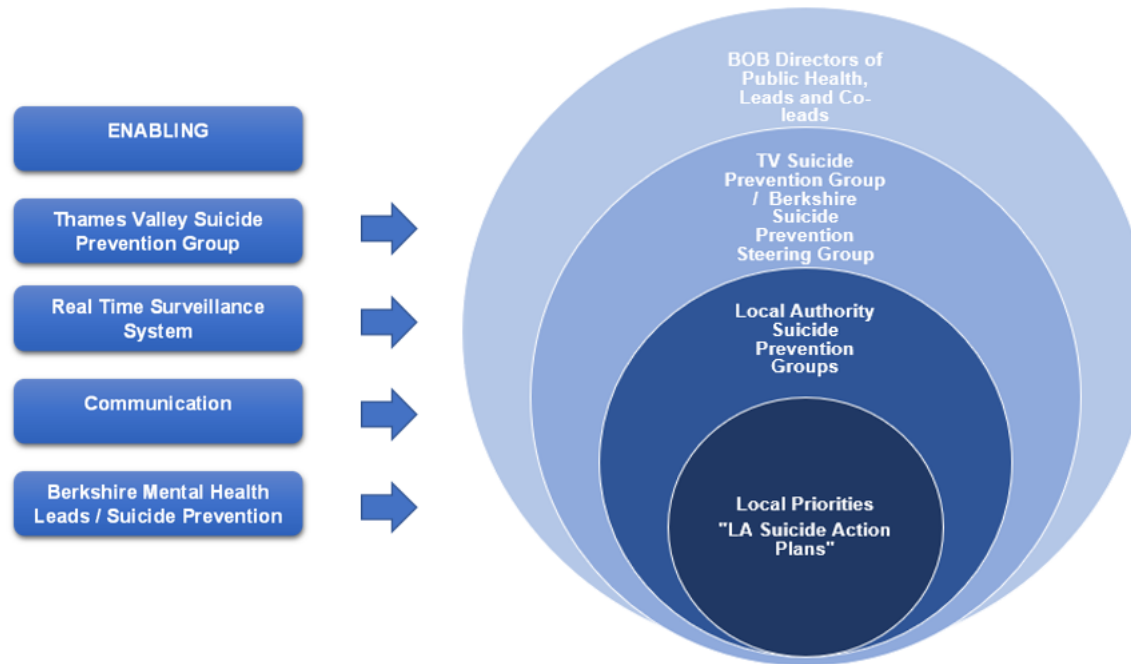 ENABLING
Thames Valley Suicide
Prevention Group
Real Time Surveillance
System
Communication
Berkshire Mental Health
Leads / Suicide Prevention
BOB Directors of
Public Health,
Leads and Co-
leads
TV Suicide
Prevention Group
/ Berkshire
Suicide
Prevention
Steering Group
Local Authority
Suicide
Prevention
Groups
Local Priorities
"LA Suicide Action
Plans"